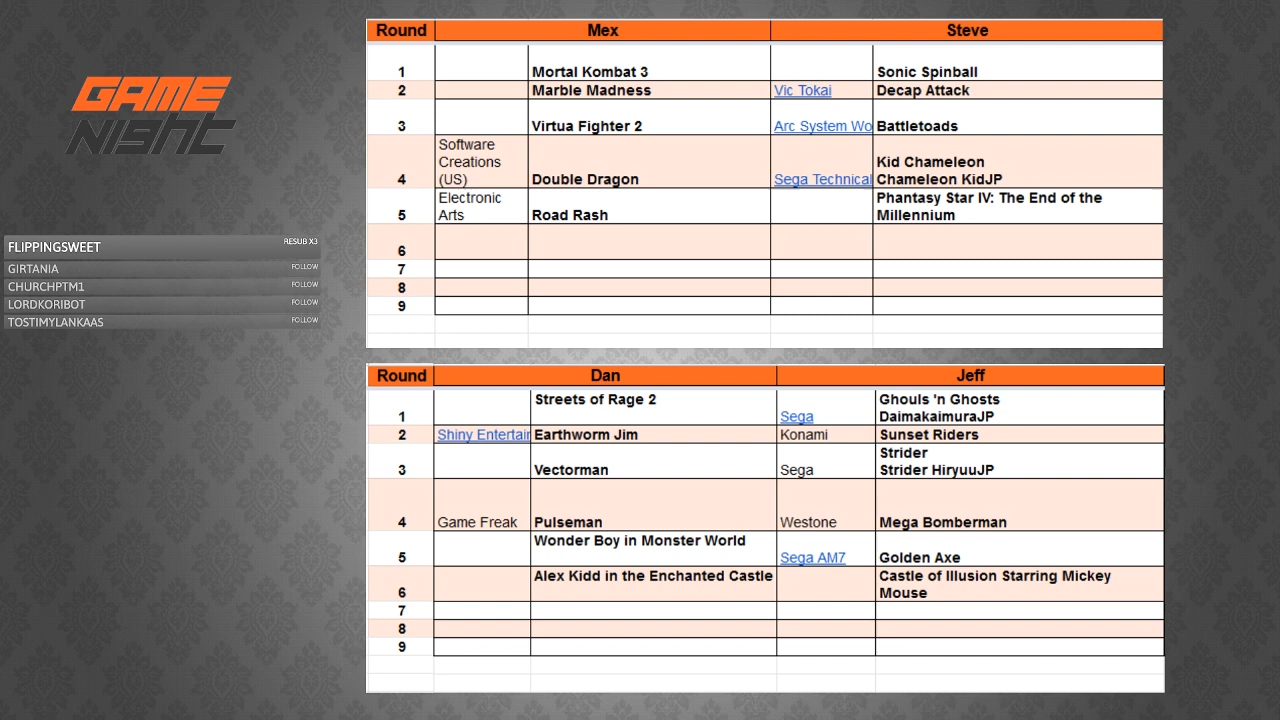 GAME
NIGHT
FLIPPINGSWEET RESUB X3
GIRTANIA FOLLOW
CHURCHPTM1 FOLLOW
LORDKORIBOT FOLLOW
TOSTIMYLANKAAS FOLLOW
Round Mex Steve
1 Mortal Kombat 3 Sonic Spinball
2 Marble Madness Vic Tokai Decap Attack
3 Virtua Fighter 2 Arc System Wo Battletoads
Software
Creations Kid Chameleon
4 (US) Double Dragon Sega Technical Chameleon KidJP
Electronic Phantasy Star IV: The End of the
5 Arts Road Rash Millennium
6
7
8
9
Round Dan Jeff
Streets of Rage 2 Ghouls 'n Ghosts
1 Sega DaimakaimuraJP
2 Shiny Entertain Earthworm Jim Konami Sunset Riders
Strider
3 Vectorman Sega Strider HiryuuJP
4 Game Freak Pulseman Westone Mega Bomberman
Wonder Boy in Monster World
5 Sega AM7 Golden Axe
Alex Kidd in the Enchanted Castle Castle of Illusion Starring Mickey
6 Mouse
7
8
9